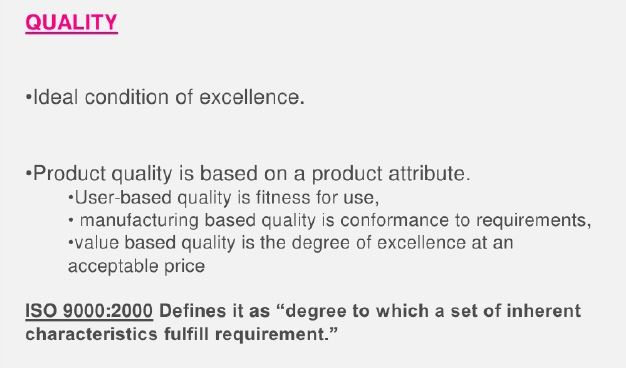 QUALITY
•Ideal condition of excellence.
•Product quality is based on a product attribute.
•User-based quality is fitness for use,
• manufacturing based quality is conformance to requirements,
•value based quality is the degree of excellence at an
acceptable price
ISO 9000:2000 Defines it as “degree to which a set of inherent
characteristics fulfill requirement.”